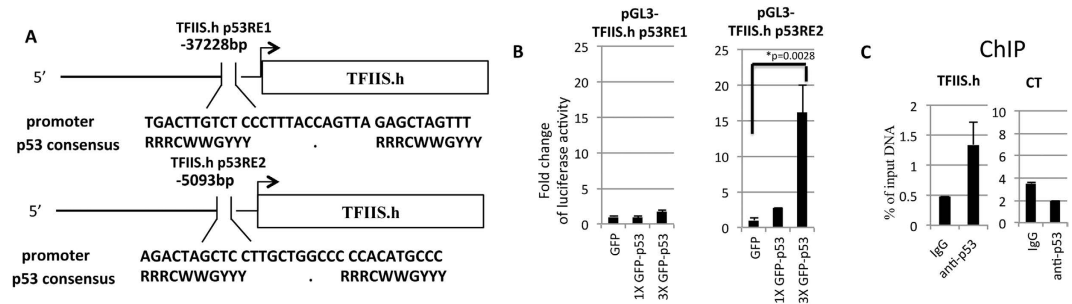 A
TFIIS.h p53RE1
-37228bp
5’
TFIIS.h
promoter TGACTTGTCT CCCTTTACCAGTTA GAGCTAGTTT
p53 consensus RRRCWWGYYY . RRRCWWGYYY
TFIIS.h p53RE2
-5093bp
5’
TFIIS.h
promoter AGACTAGCTC CTTGCTGGCCC CCACATGCCC
p53 consensus RRRCWWGYYY . RRRCWWGYYY
B
pGL3-
TFIIS.h p53RE1
Fold change
of luciferase activity
25
20
15
10
5
0
GFP
1X GFP-p53
3X GFP-p53
pGL3-
TFIIS.h p53RE2
*p=0.0028
25
20
15
10
5
0
GFP
1X GFP-p53
3X GFP-p53
C
ChIP
TFIIS.h
% of input DNA
2
1.5
1
0.5
0
IgG
anti-p53
CT
10
8
6
4
2
0
IgG
anti-p53